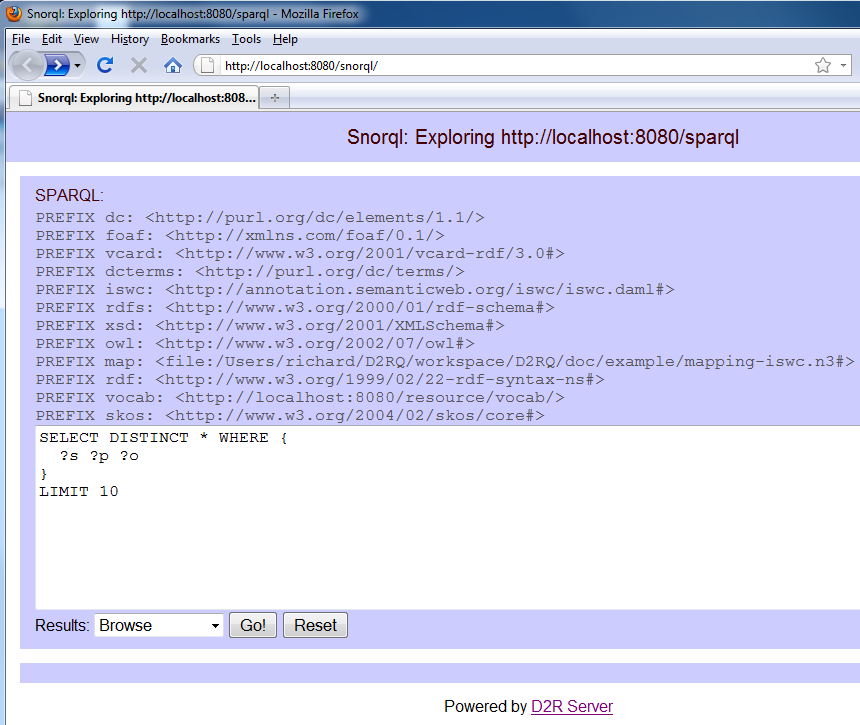 Snorql: Exploring http://localhost:8080/sparql - Mozilla Firefox
File Edit View History Bookmarks Tools Help
http://localhost:8080/snorql/
Snorql: Exploring http://localhost:808...
Snorql: Exploring http://localhost:8080/sparql
SPARQL:
PREFIX dc: <http://purl.org/dc/elements/1.1/>
PREFIX foaf: <http://xmlns.com/foaf/0.1/>
PREFIX vcard: <http://www.w3.org/2001/vcard-rdf/3.0#>
PREFIX dcterms: <http://purl.org/dc/terms/>
PREFIX iswc: <http://annotation.semanticweb.org/iswc/iswc.daml#>
PREFIX rdfs: <http://www.w3.org/2000/01/rdf-schema#>
PREFIX xsd: <http://www.w3.org/2001/XMLSchema#>
PREFIX owl: <http://www.w3.org/2002/07/owl#>
PREFIX map: <file:/Users/richard/D2RQ/workspace/D2RQ/doc/example/mapping-iswc.n3#>
PREFIX rdf: <http://www.w3.org/1999/02/22-rdf-syntax-ns#>
PREFIX vocab: <http://localhost:8080/resource/vocab/>
PREFIX skos: <http://www.w3.org/2004/02/skos/core#>
SELECT DISTINCT * WHERE {
?s ?p ?o
}
LIMIT 10
Results: Browse Go! Reset
Powered by D2R Server